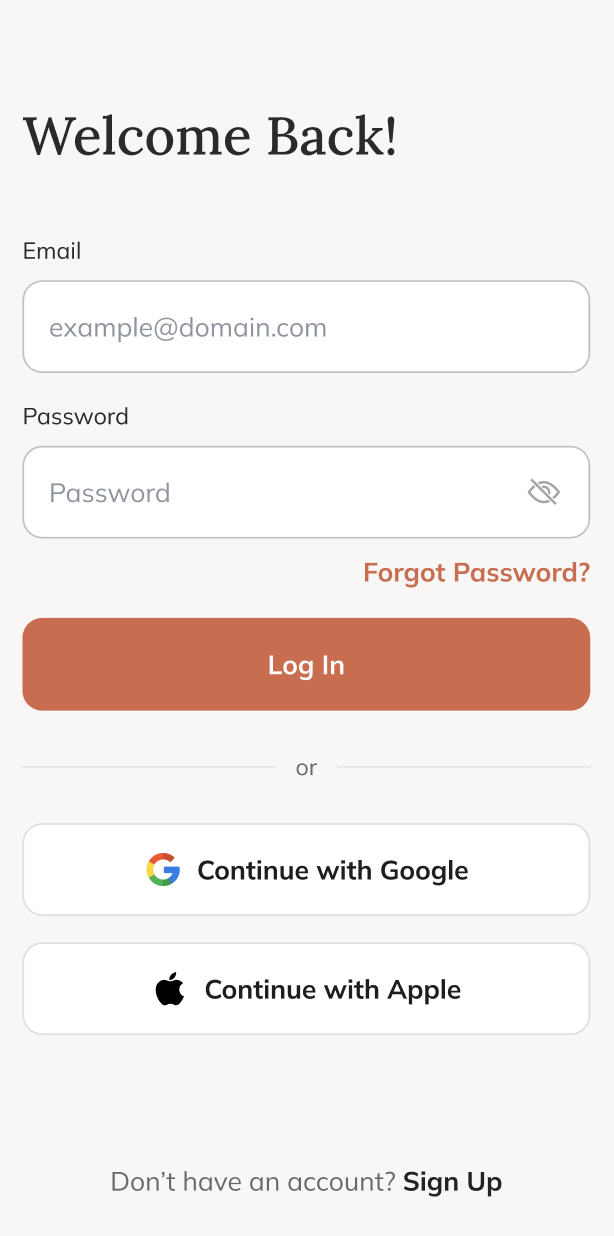 Welcome Back!
Email
example@domain.com
Password
Password
Forgot Password?
Log In
or
Continue with Google
Continue with Apple
Don’t have an account? Sign Up